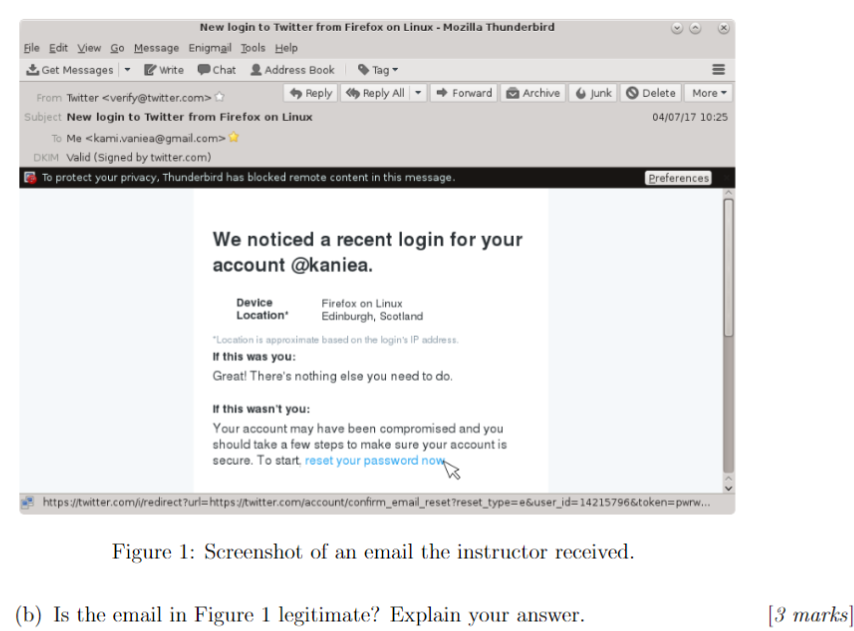 New login to Twitter from Firefox on Linux - Mozilla Thunderbird
File Edit View Go Message Enigmail Tools Help
Get Messages Write Chat Address Book Tag
From Twitter <verify@twitter.com> Reply Reply All Forward Archive Junk Delete More
Subject New login to Twitter from Firefox on Linux 04/07/17 10:25
To Me <kami.vaniea@gmail.com>
DKIM Valid (Signed by twitter.com)
To protect your privacy, Thunderbird has blocked remote content in this message. Preferences
We noticed a recent login for your
account @kaniea.
Device Firefox on Linux
Location* Edinburgh, Scotland
*Location is approximate based on the login's IP address.
If this was you:
Great! There's nothing else you need to do.
If this wasn't you:
Your account may have been compromised and you
should take a few steps to make sure your account is
secure. To start, reset your password now
https://twitter.com/i/redirect?url=https://twitter.com/account/confirm_email_reset?reset_type=e&user_id=14215796&token=pwrw...
Figure 1: Screenshot of an email the instructor received.
(b) Is the email in Figure 1 legitimate? Explain your answer. [3 marks]